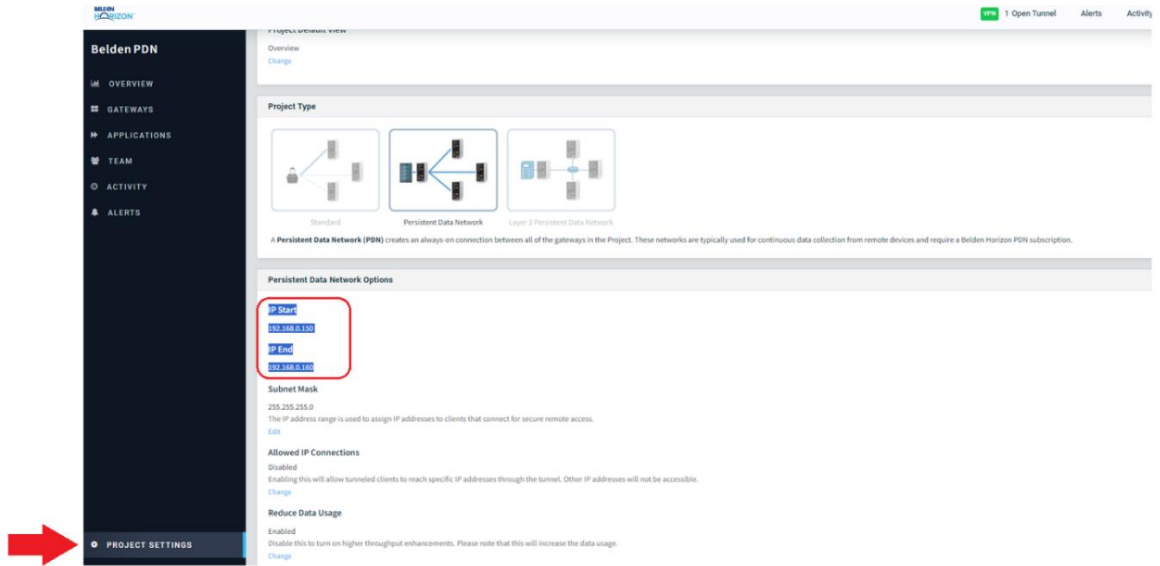 BELDEN
HORIZON
VPN 1 Open Tunnel Alerts Activity
Belden PDN
OVERVIEW
GATEWAYS
APPLICATIONS
TEAM
ACTIVITY
ALERTS
PROJECT SETTINGS
Project Default View
Overview
Change
Project Type
Standard
Persistent Data Network
Layer 3 Persistent Data Network
A Persistent Data Network (PDN) creates an always-on connection between all of the gateways in the Project. These networks are typically used for continuous data collection from remote devices and require a Belden Horizon PDN subscription.
Persistent Data Network Options
IP Start
192.168.0.150
IP End
192.168.0.160
Subnet Mask
255.255.255.0
The IP address range is used to assign IP addresses to clients that connect for secure remote access.
Edit
Allowed IP Connections
Disabled
Enabling this will allow tunneled clients to reach specific IP addresses through the tunnel. Other IP addresses will not be accessible.
Change
Reduce Data Usage
Enabled
Disable this to turn on higher throughput enhancements. Please note that this will increase the data usage.
Change